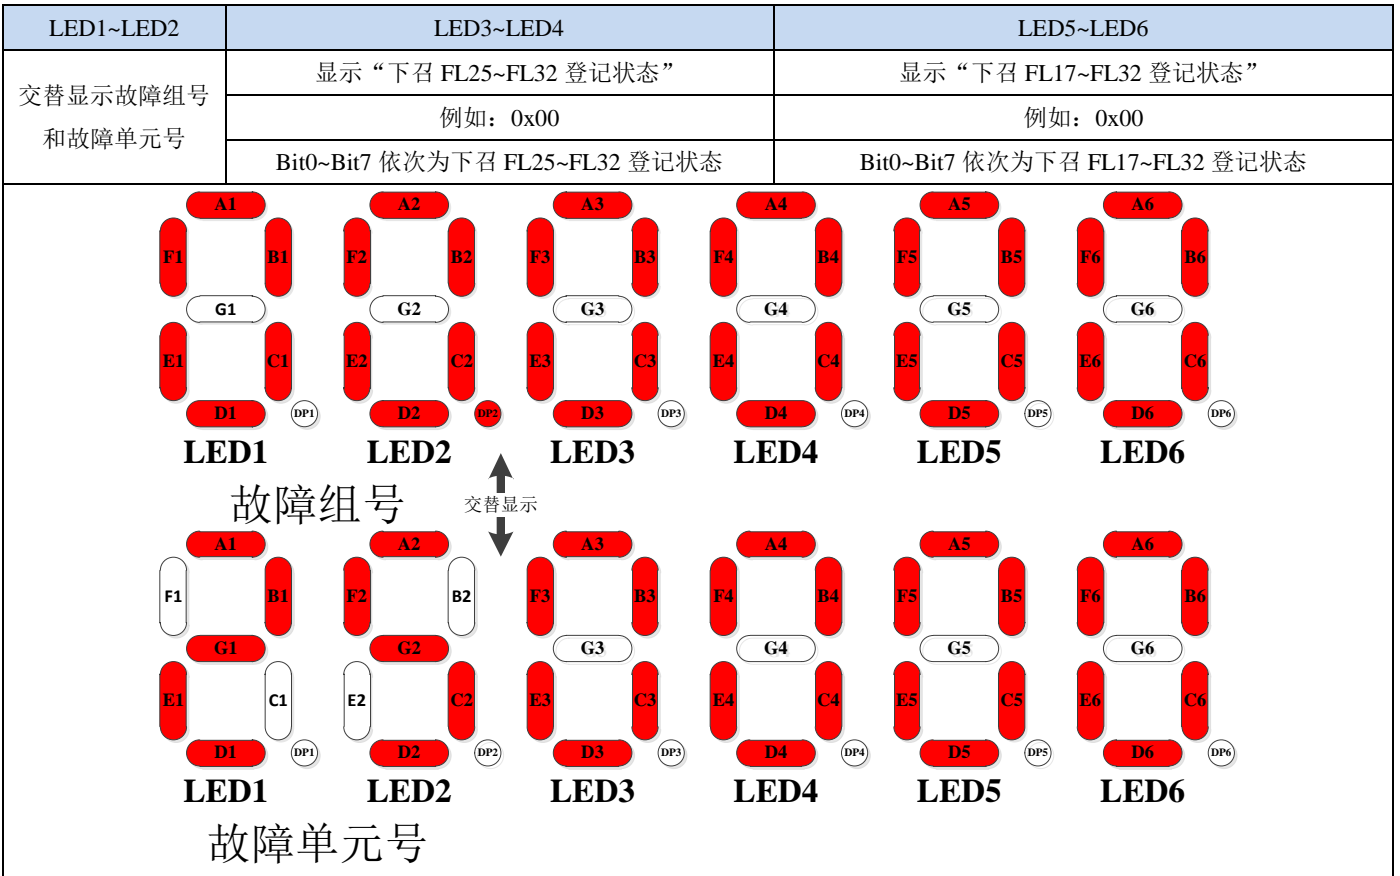 LED1~LED2 LED3~LED4 LED5~LED6
交替显示故障组号
和故障单元号
显示“下召 FL25~FL32 登记状态” 显示“下召 FL17~FL32 登记状态”
例如：0x00 例如：0x00
Bit0~Bit7 依次为下召 FL25~FL32 登记状态 Bit0~Bit7 依次为下召 FL17~FL32 登记状态
A1 A2 A3 A4 A5 A6
F1 B1 F2 B2 F3 B3 F4 B4 F5 B5 F6 B6
G1 G2 G3 G4 G5 G6
E1 C1 E2 C2 E3 C3 E4 C4 E5 C5 E6 C6
D1 DP1 D2 DP2 D3 DP3 D4 DP4 D5 DP5 D6 DP6
LED1 LED2 LED3 LED4 LED5 LED6
故障组号 交替显示
A1 A2 A3 A4 A5 A6
F1 B1 F2 B2 F3 B3 F4 B4 F5 B5 F6 B6
G1 G2 G3 G4 G5 G6
E1 C1 E2 C2 E3 C3 E4 C4 E5 C5 E6 C6
D1 DP1 D2 DP2 D3 DP3 D4 DP4 D5 DP5 D6 DP6
LED1 LED2 LED3 LED4 LED5 LED6
故障单元号